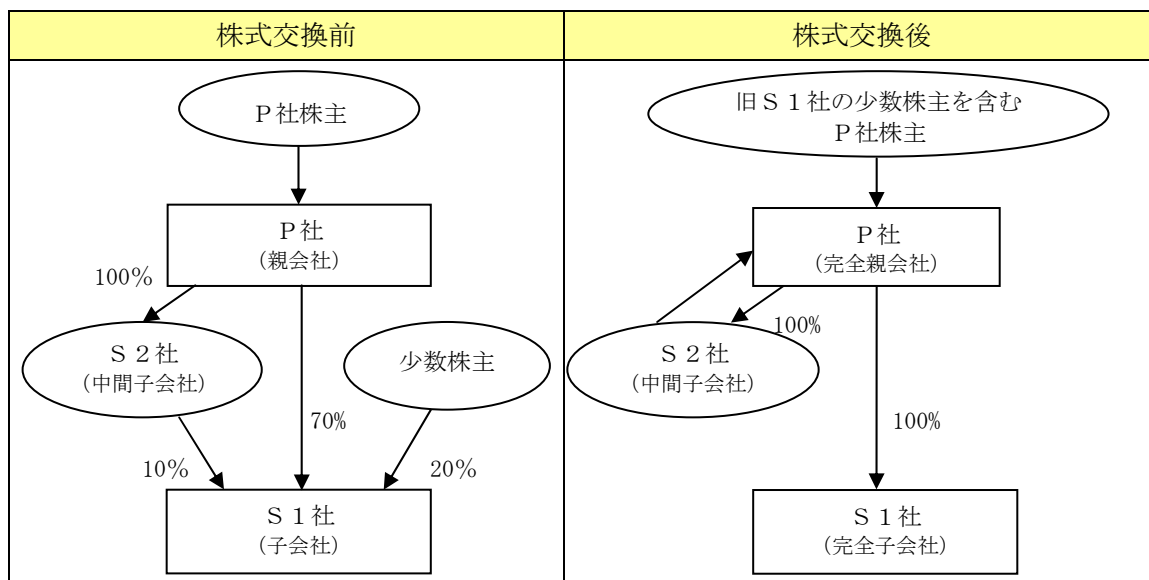 株式交換前
株式交換後
Ｐ社株主
Ｐ社
（親会社）
100％
Ｓ２社
（中間子会社）
少数株主
70%
10％
20％
Ｓ１社
（子会社）
旧Ｓ１社の少数株主を含む
Ｐ社株主
Ｐ社
（完全親会社）
100%
Ｓ２社
（中間子会社）
100%
Ｓ１社
（完全子会社）